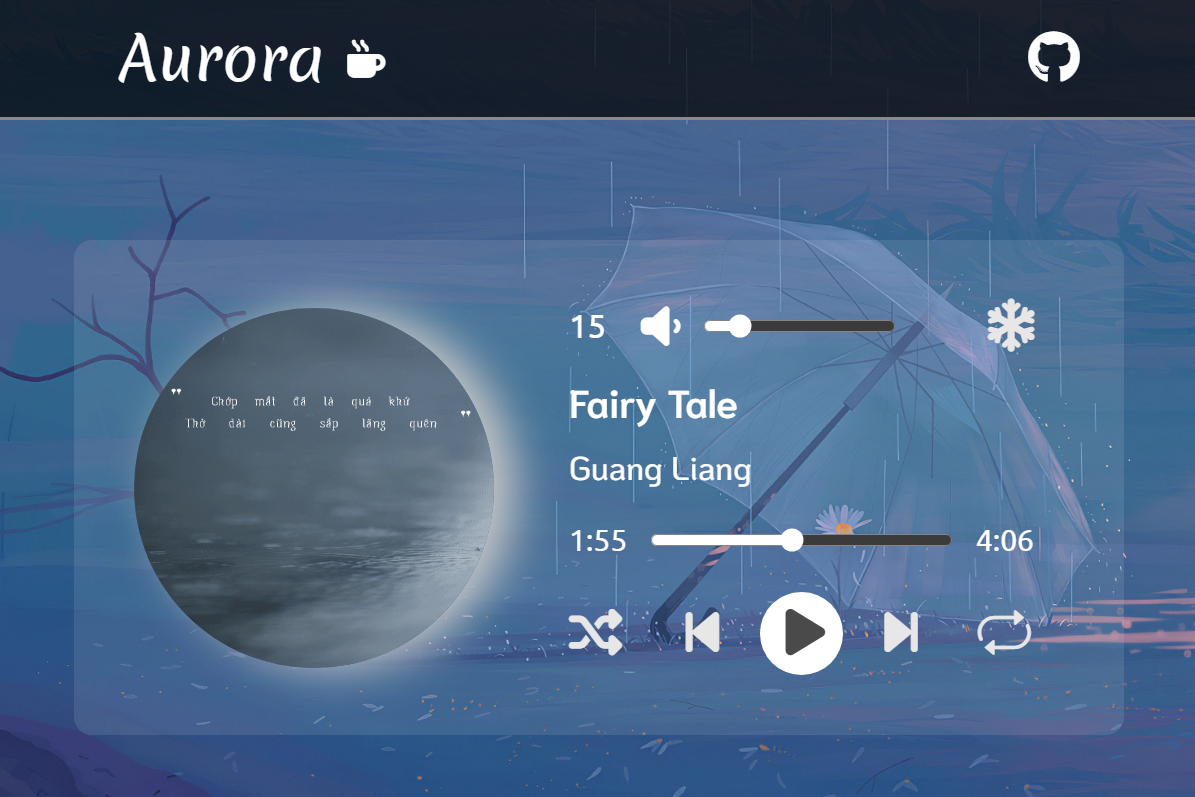 Aurora
15
Fairy Tale
Guang Liang
1:55
4:06
" Chớp mắt đã là quá khứ
Thở dài cũng sắp lãng quên "